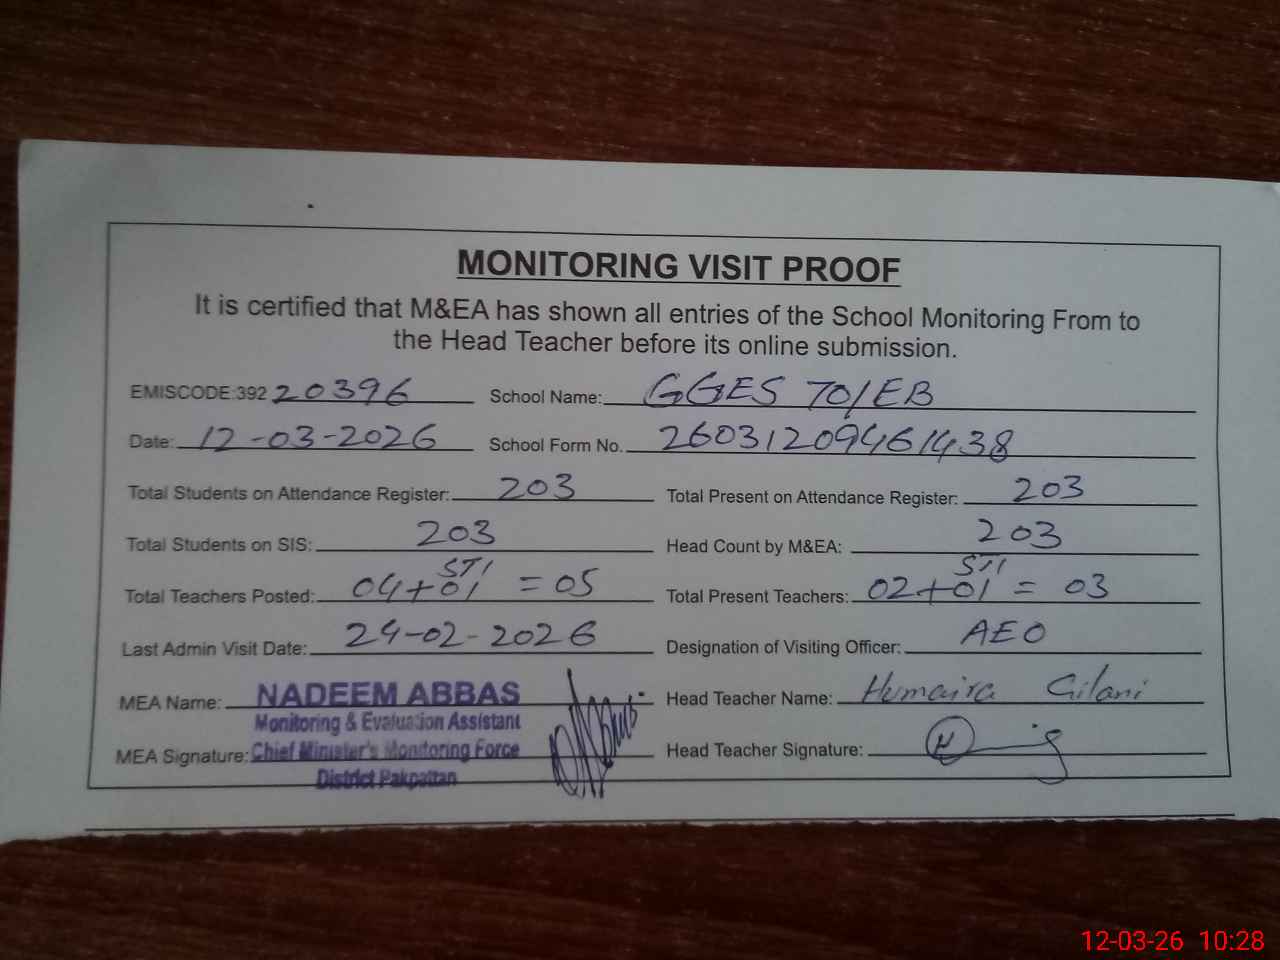 MONITORING VISIT PROOF
It is certified that M&EA has shown all entries of the School Monitoring From to
the Head Teacher before its online submission.
EMISCODE:392 20396 School Name: GGES 70/EB
Date: 12-03-2026 School Form No. 26031209461438
Total Students on Attendance Register: 203 Total Present on Attendance Register: 203
Total Students on SIS: 203 Head Count by M&EA: 203
STI STI
Total Teachers Posted: 04+01 = 05 Total Present Teachers: 02+01 = 03
Last Admin Visit Date: 24-02-2026 Designation of Visiting Officer: AEO
MEA Name: NADEEM ABBAS Head Teacher Name: Humaira Gilani
Monitoring & Evaluation Assistant
MEA Signature: Chief Minister's Monitoring Force Head Teacher Signature:
District Pakpattan
12-03-26 10:28